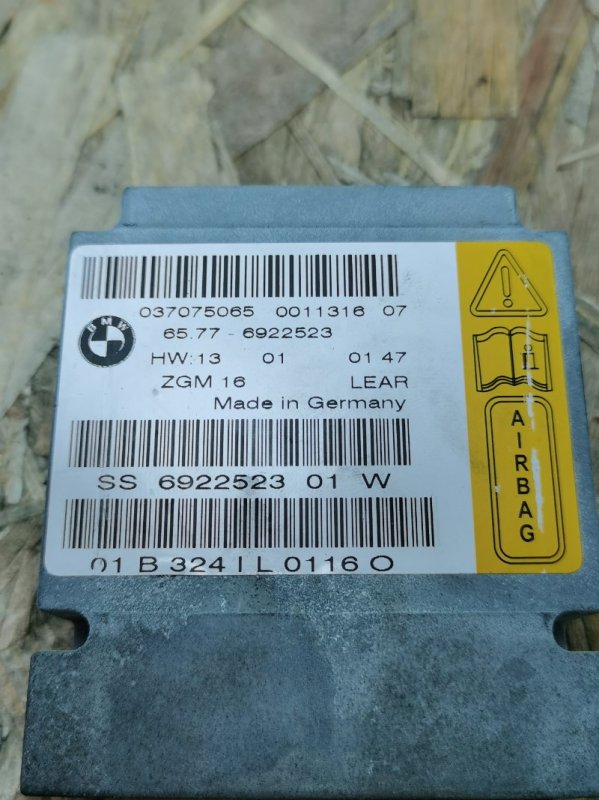 037075065 0011316 07
BMW
65.77 - 6922523
HW:13 01 01 47
ZGM 16 LEAR
Made in Germany
SS 6922523 01 W
01 B 324 I L 0116 O
AIRBAG